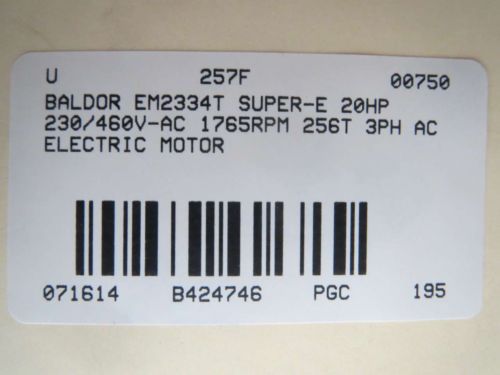 U 257F 00750
BALDOR EM2334T SUPER-E 20HP
230/460V-AC 1765RPM 256T 3PH AC
ELECTRIC MOTOR
071614 B424746 PGC 195